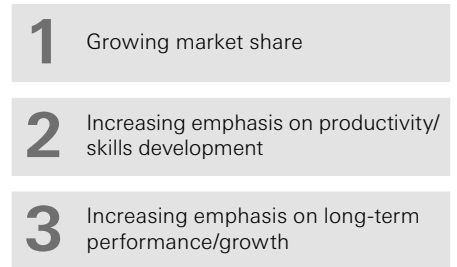 1 Growing market share
2 Increasing emphasis on productivity/
skills development
3 Increasing emphasis on long-term
performance/growth